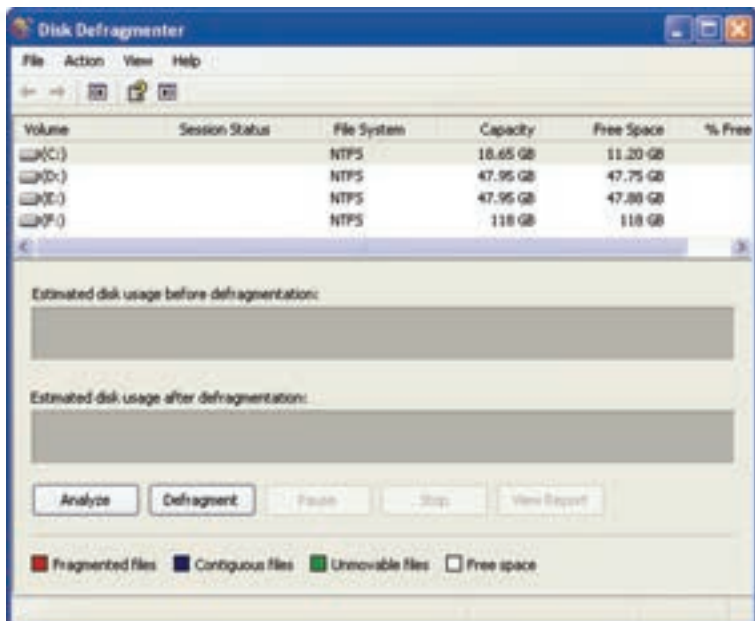 Disk Defragmenter
File Action View Help
Volume Session Status File System Capacity Free Space % Free
(C:) NTFS 18.65 GB 11.20 GB
(D:) NTFS 47.95 GB 47.75 GB
(E:) NTFS 47.95 GB 47.88 GB
(F:) NTFS 118 GB 118 GB
Estimated disk usage before defragmentation:
Estimated disk usage after defragmentation:
Analyze Defragment Pause Stop View Report
Fragmented files Contiguous files Unmovable files Free space